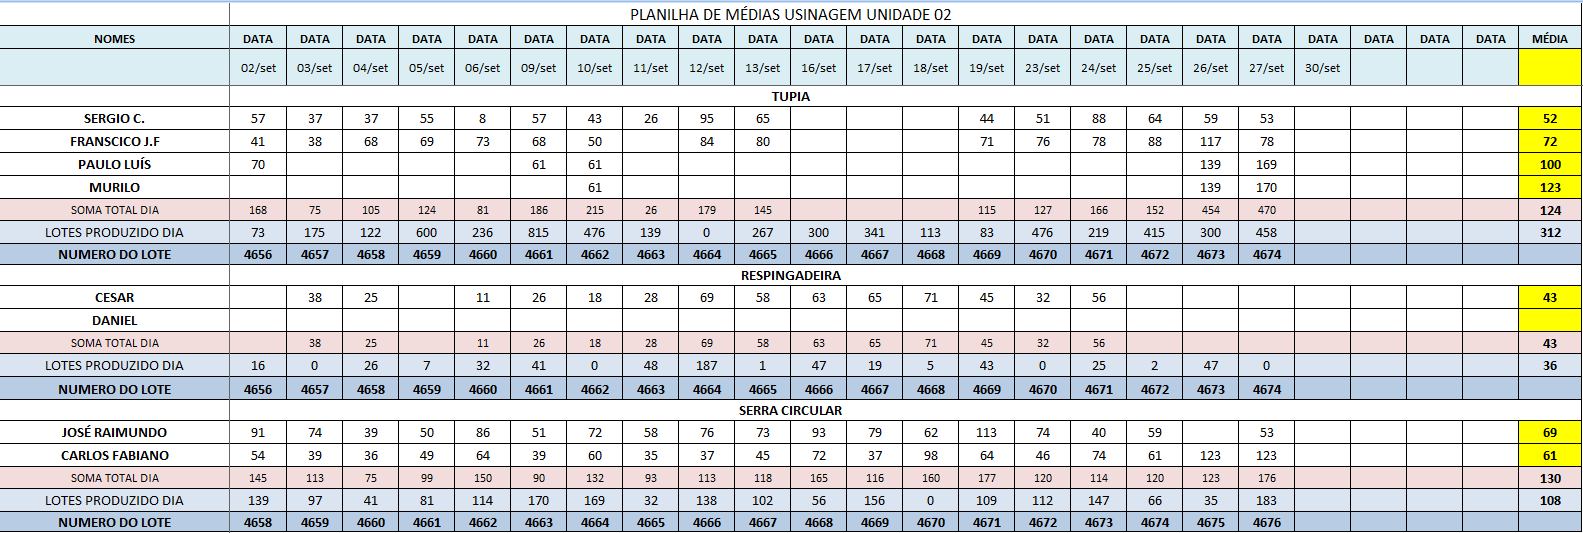 PLANILHA DE MÉDIAS USINAGEM UNIDADE 02
NOMES DATA DATA DATA DATA DATA DATA DATA DATA DATA DATA DATA DATA DATA DATA DATA DATA DATA DATA DATA DATA DATA DATA DATA MÉDIA
02/set 03/set 04/set 05/set 06/set 09/set 10/set 11/set 12/set 13/set 16/set 17/set 18/set 19/set 23/set 24/set 25/set 26/set 27/set 30/set
TUPIA
SERGIO C. 57 37 37 55 8 57 43 26 95 65 44 51 88 64 59 53 52
FRANSCICO J.F 41 38 68 69 73 68 50 84 80 71 76 78 88 117 78 72
PAULO LUÍS 70 61 61 139 169 100
MURILO 61 139 170 123
SOMA TOTAL DIA 168 75 105 124 81 186 215 26 179 145 115 127 166 152 454 470 124
LOTES PRODUZIDO DIA 73 175 122 600 236 815 476 139 0 267 300 341 113 83 476 219 415 300 458 312
NUMERO DO LOTE 4656 4657 4658 4659 4660 4661 4662 4663 4664 4665 4666 4667 4668 4669 4670 4671 4672 4673 4674
RESPINGADEIRA
CESAR 38 25 11 26 18 28 69 58 63 65 71 45 32 56 43
DANIEL
SOMA TOTAL DIA 38 25 11 26 18 28 69 58 63 65 71 45 32 56 43
LOTES PRODUZIDO DIA 16 0 26 7 32 41 0 48 187 1 47 19 5 43 0 25 2 47 0 36
NUMERO DO LOTE 4656 4657 4658 4659 4660 4661 4662 4663 4664 4665 4666 4667 4668 4669 4670 4671 4672 4673 4674
SERRA CIRCULAR
JOSÉ RAIMUNDO 91 74 39 50 86 51 72 58 76 73 93 79 62 113 74 40 59 53 69
CARLOS FABIANO 54 39 36 49 64 39 60 35 37 45 72 37 98 64 46 74 61 123 123 61
SOMA TOTAL DIA 145 113 75 99 150 90 132 93 113 118 165 116 160 177 120 114 120 123 176 130
LOTES PRODUZIDO DIA 139 97 41 81 114 170 169 32 138 102 56 156 0 109 112 147 66 35 183 108
NUMERO DO LOTE 4658 4659 4660 4661 4662 4663 4664 4665 4666 4667 4668 4669 4670 4671 4672 4673 4674 4675 4676